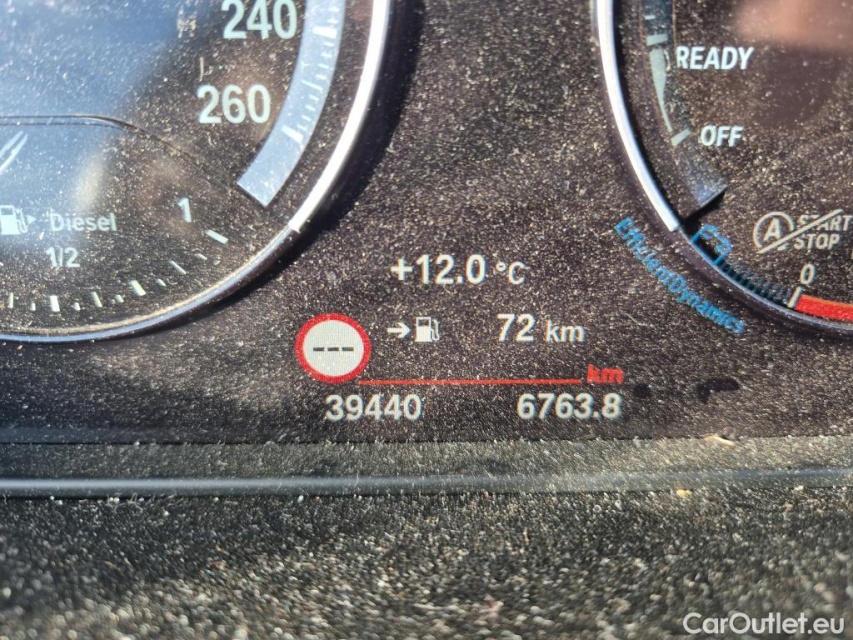 240
260
Diesel
1/2
1
READY
OFF
START
STOP
A
0
EfficientDynamics
+12.0 °C
→ 72 km
---
km
39440 6763.8
CarOutlet.eu